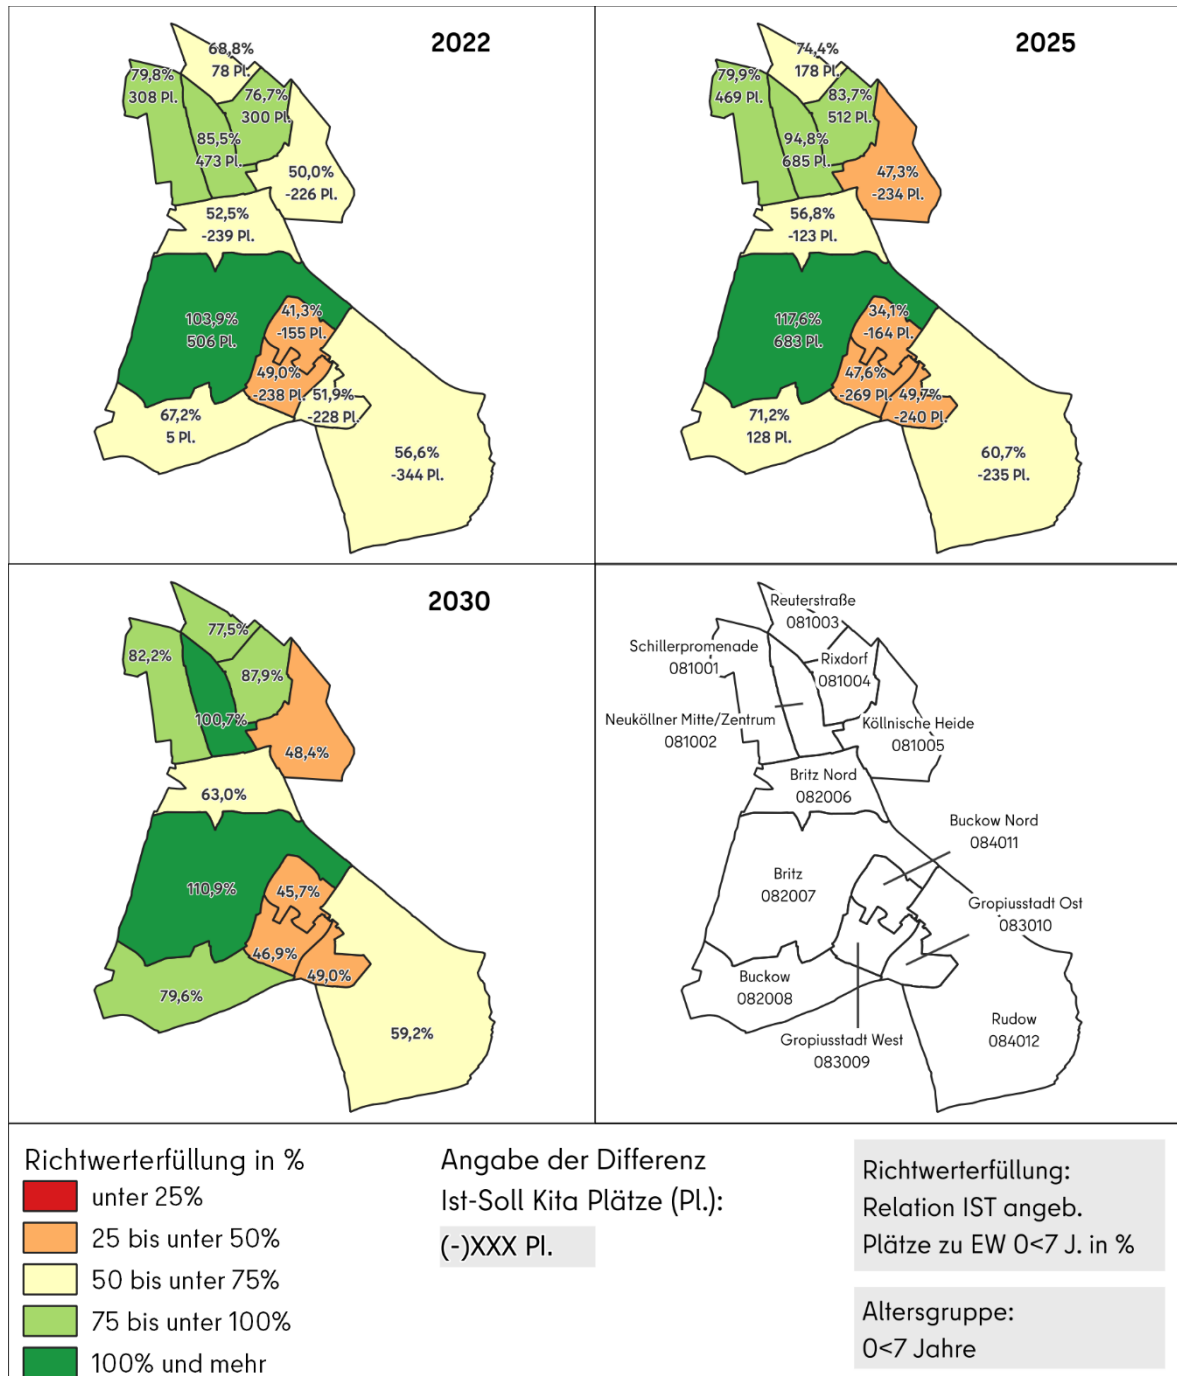 2022
68,8%
78 Pl.
79,8%
308 Pl.
76,7%
300 Pl.
85,5%
473 Pl.
50,0%
-226 Pl.
52,5%
-239 Pl.
103,9%
506 Pl.
41,3%
-155 Pl.
49,0%
-238 Pl.
51,9%
-228 Pl.
67,2%
5 Pl.
56,6%
-344 Pl.
2025
74,4%
178 Pl.
79,9%
469 Pl.
83,7%
512 Pl.
94,8%
685 Pl.
47,3%
-234 Pl.
56,8%
-123 Pl.
117,6%
683 Pl.
34,1%
-164 Pl.
47,6%
-269 Pl.
49,7%
-240 Pl.
71,2%
128 Pl.
60,7%
-235 Pl.
2030
77,5%
82,2%
87,9%
100,7%
48,4%
63,0%
110,9%
45,7%
46,9%
49,0%
79,6%
59,2%
Reuterstraße
081003
Schillerpromenade
081001
Rixdorf
081004
Neuköllner Mitte/Zentrum
081002
Köllnische Heide
081005
Britz Nord
082006
Buckow Nord
084011
Britz
082007
Gropiusstadt Ost
083010
Buckow
082008
Gropiusstadt West
083009
Rudow
084012
Richtwerterfüllung in %
unter 25%
25 bis unter 50%
50 bis unter 75%
75 bis unter 100%
100% und mehr
Angabe der Differenz
Ist-Soll Kita Plätze (Pl.):
(-)XXX Pl.
Richtwerterfüllung:
Relation IST angeb.
Plätze zu EW 0<7 J. in %
Altersgruppe:
0<7 Jahre